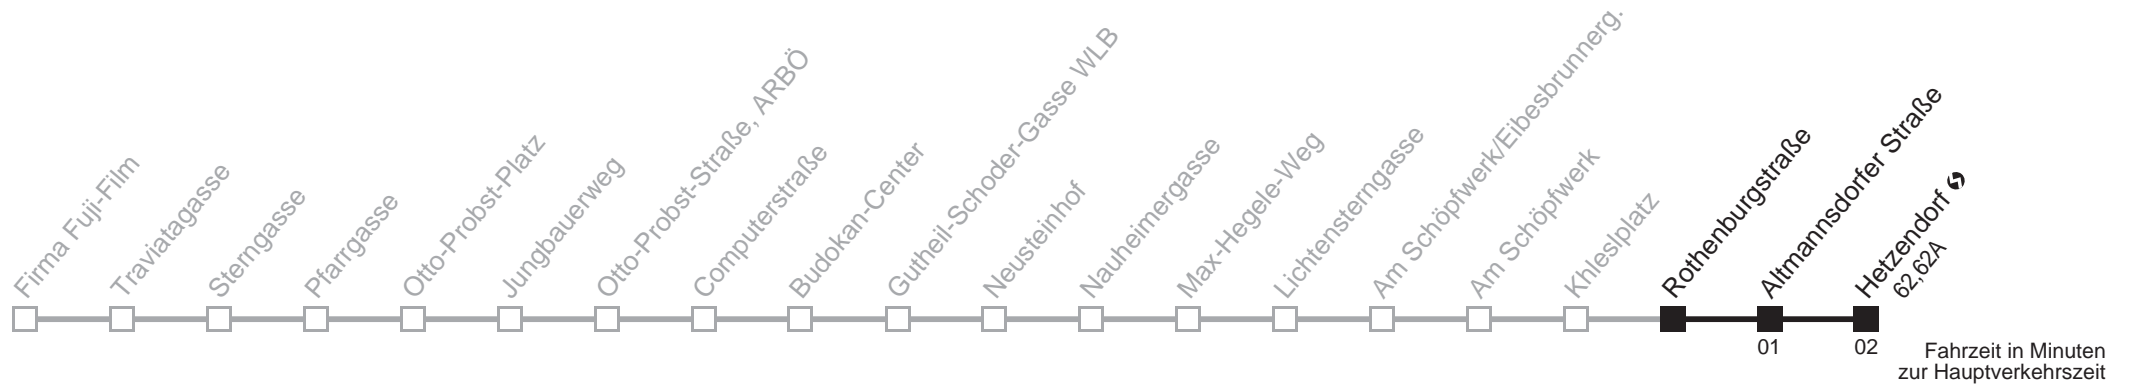 Firma Fuji-Film
Traviatagasse
Sterngasse
Pfarrgasse
Otto-Probst-Platz
Jungbauerweg
Otto-Probst-Straße, ARBÖ
Computerstraße
Budokan-Center
Gutheil-Schoder-Gasse WLB
Neusteinhof
Nauheimergasse
Max-Hegele-Weg
Lichtensterngasse
Am Schöpfwerk/Eibesbrunnerg.
Am Schöpfwerk
Khleslplatz
Rothenburgstraße
Altmannsdorfer Straße
Hetzendorf
62,62A
01
02
Fahrzeit in Minuten
zur Hauptverkehrszeit